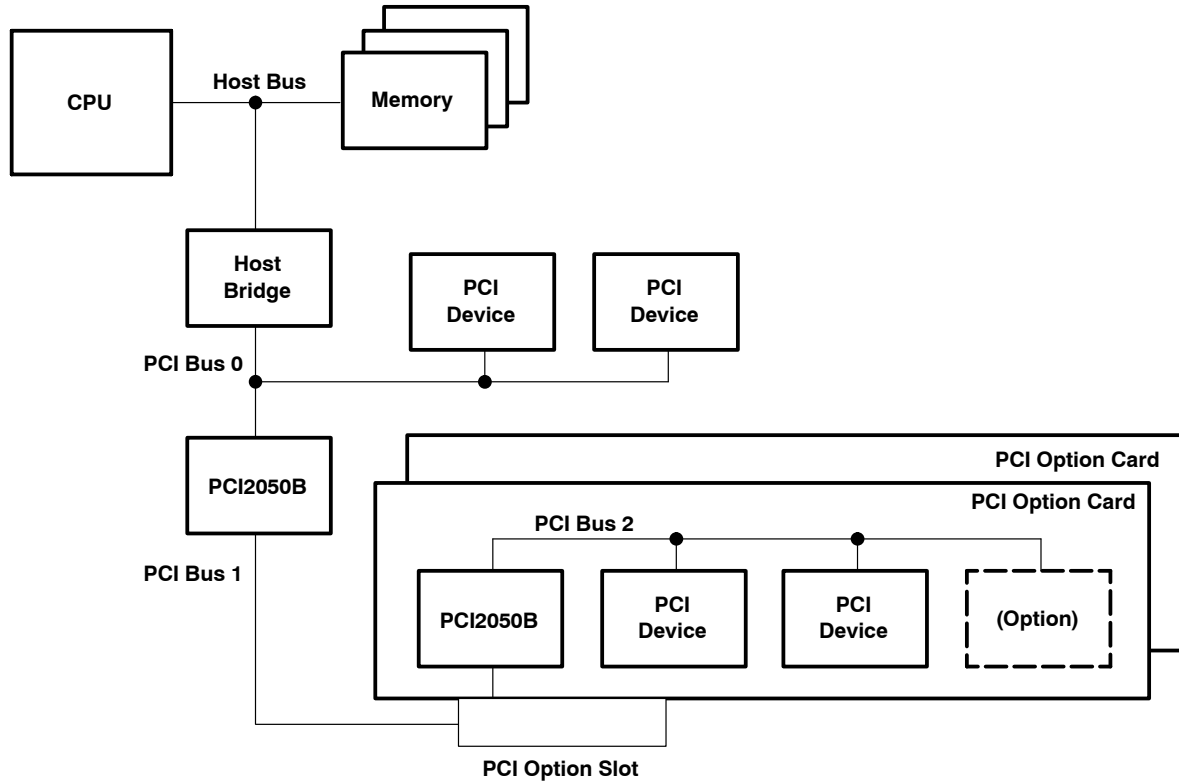 Host Bus
CPU
Memory
Host
Bridge
PCI
Device
PCI
Device
PCI Bus 0
PCI2050B
PCI Option Card
PCI Option Card
PCI Bus 2
PCI Bus 1
PCI2050B
PCI
Device
PCI
Device
(Option)
PCI Option Slot